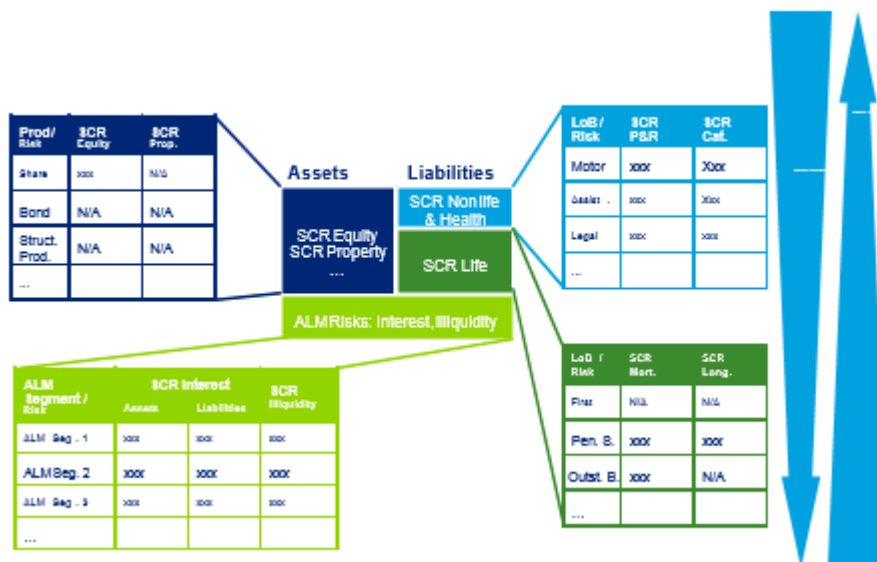 Prod/ SCR SCR
Risk Equity Prop.
Share xxx N/A
Bond N/A N/A
Struct. N/A N/A
Prod.
...
Assets Liabilities
SCR Equity
SCR Property
...
SCR Nonlife
& Health
SCR Life
ALM Risks: Interest, Illiquidity
LoB / SCR SCR
Risk P&R Cat.
Motor xxx Xxx
Assist . xxx Xxx
Legal xxx xxx
...
ALM SCR Interest SCR
Segment / Illiquidity
Risk Assets Liabilities
ALM Seg . 1 xxx xxx xxx
ALM Seg. 2 xxx xxx xxx
ALM Seg . 3 xxx xxx xxx
...
LoB / SCR SCR
Risk Mort. Long.
First N/A N/A
Pen. B. xxx xxx
Outst. B. xxx N/A
...